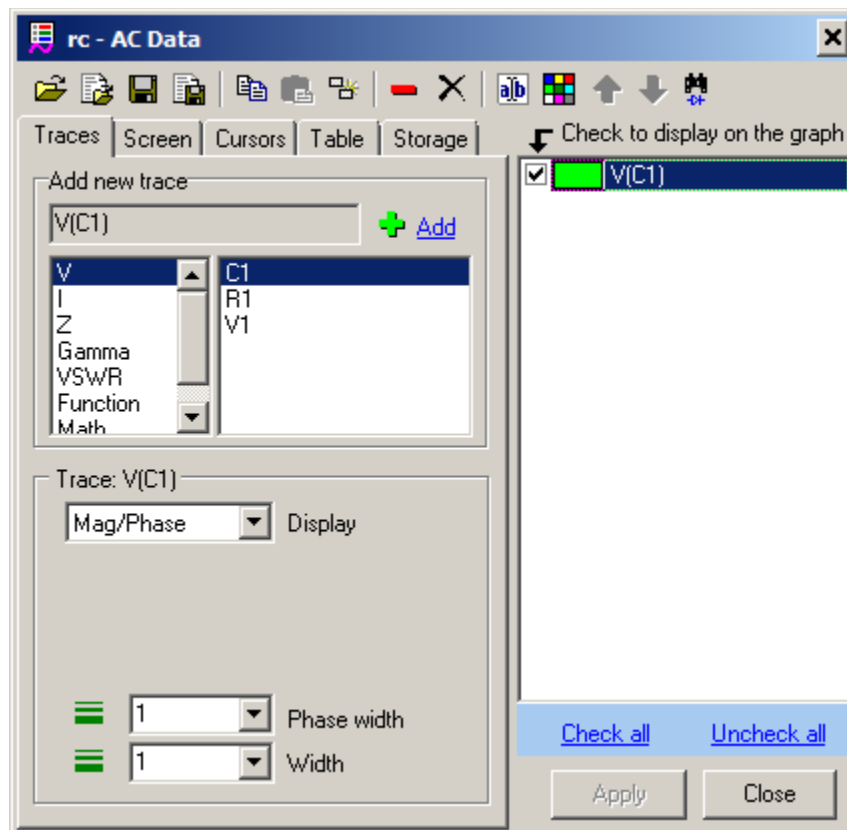 rc - AC Data
Traces Screen Cursors Table Storage
Check to display on the graph
Add new trace
V(C1)
Add
V
I
Z
Gamma
VSWR
Function
Math
C1
R1
V1
V(C1)
Trace: V(C1)
Mag/Phase Display
1 Phase width
1 Width
Check all Uncheck all
Apply Close